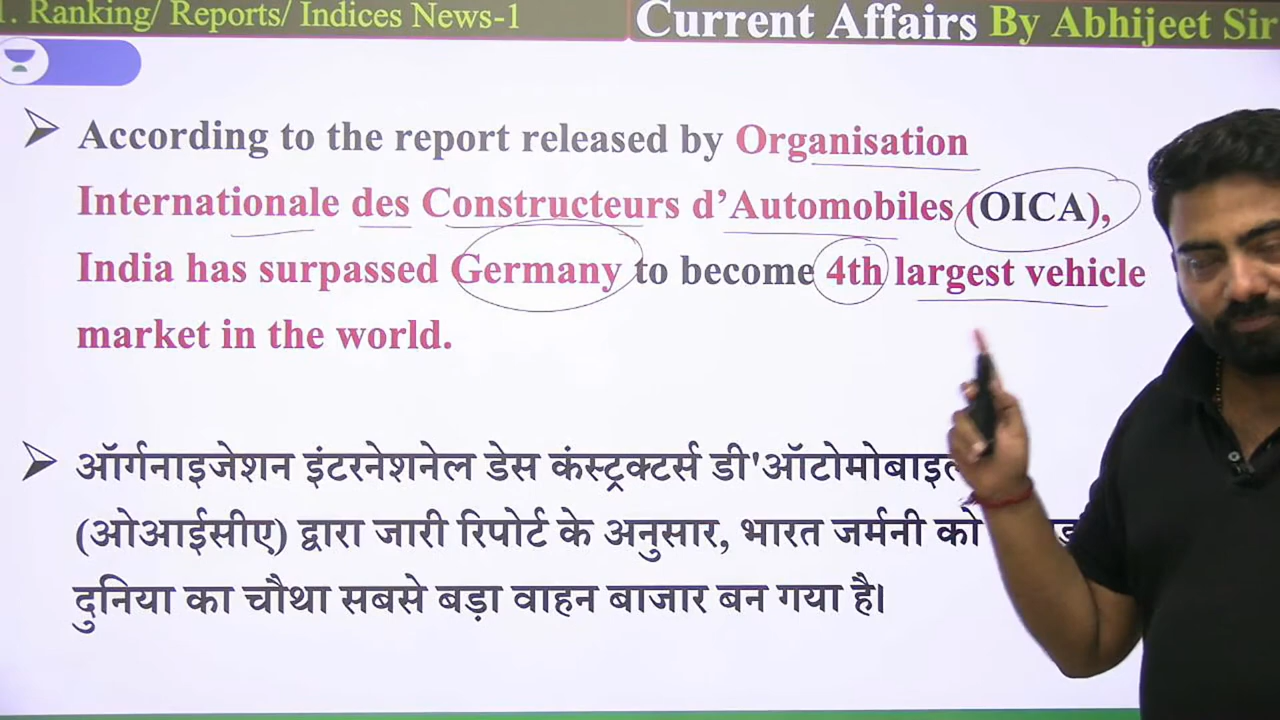 1. Ranking/ Reports/ Indices News-1
Current Affairs By Abhijeet Sir
According to the report released by Organisation
Internationale des Constructeurs d’Automobiles (OICA),
India has surpassed Germany to become 4th largest vehicle
market in the world.
ऑर्गनाइजेशन इंटरनेशनेल डेस कंस्ट्रक्टर्स डी'ऑटोमोबाइल
(ओआईसीए) द्वारा जारी रिपोर्ट के अनुसार, भारत जर्मनी को
दुनिया का चौथा सबसे बड़ा वाहन बाजार बन गया है।